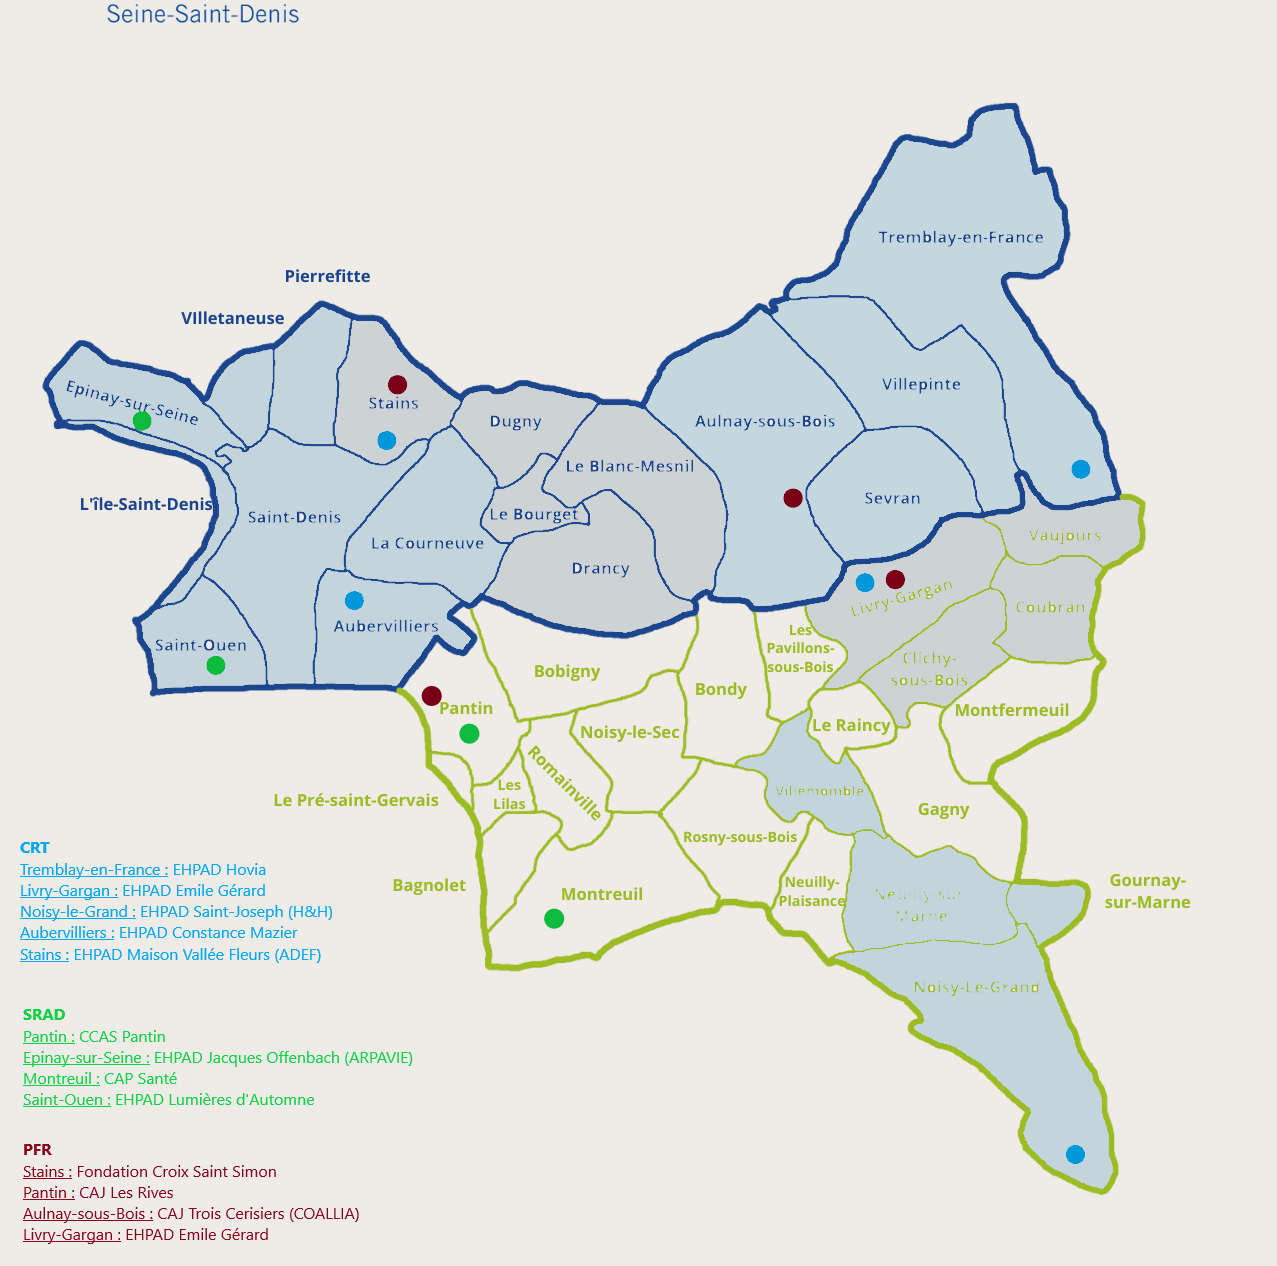 Seine-Saint-Denis
Tremblay-en-France
Pierrefitte
VIlletaneuse
Epinay-sur-Seine
Stains
Villepinte
Dugny
Aulnay-sous-Bois
Le Blanc-Mesnil
L'île-Saint-Denis
Saint-Denis
Le Bourget
Sevran
La Courneuve
Vaujours
Drancy
Livry-Gargan
Coubran
Aubervilliers
Saint-Ouen
Les
Pavillons-
sous-Bois
Clichy-
sous-Bois
Bobigny
Bondy
Pantin
Montfermeil
Le Raincy
Noisy-le-Sec
Romainville
Les
Lilas
Villemomble
Le Pré-saint-Gervais
Gagny
Rosny-sous-Bois
Bagnolet
Montreuil
Neuilly-
Plaisance
Neuilly-sur
Marne
Gournay-
sur-Marne
Noisy-Le-Grand
CRT
Tremblay-en-France : EHPAD Hovia
Livry-Gargan : EHPAD Emile Gérard
Noisy-le-Grand : EHPAD Saint-Joseph (H&H)
Aubervilliers : EHPAD Constance Mazier
Stains : EHPAD Maison Vallée Fleurs (ADEF)
SRAD
Pantin : CCAS Pantin
Epinay-sur-Seine : EHPAD Jacques Offenbach (ARPAVIE)
Montreuil : CAP Santé
Saint-Ouen : EHPAD Lumières d'Automne
PFR
Stains : Fondation Croix Saint Simon
Pantin : CAJ Les Rives
Aulnay-sous-Bois : CAJ Trois Cerisiers (COALLIA)
Livry-Gargan : EHPAD Emile Gérard